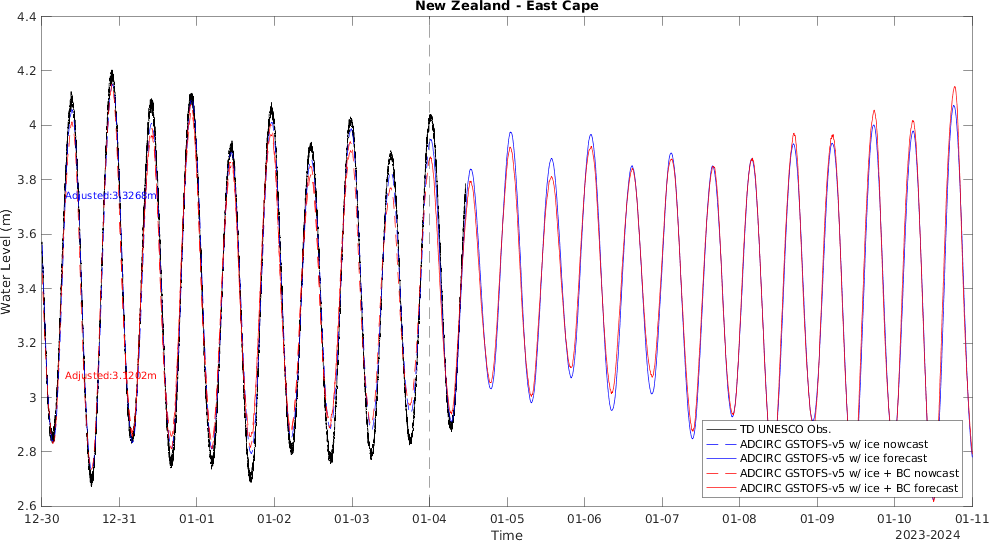 New Zealand - East Cape
4.4
4.2
4
3.8
3.6
3.4
3.2
3
2.8
2.6
Water Level (m)
Adjusted:3.3268m
Adjusted:3.1202m
TD UNESCO Obs.
ADCIRC GSTOFS-v5 w/ ice nowcast
ADCIRC GSTOFS-v5 w/ ice forecast
ADCIRC GSTOFS-v5 w/ ice + BC nowcast
ADCIRC GSTOFS-v5 w/ ice + BC forecast
12-30 12-31 01-01 01-02 01-03 01-04 01-05 01-06 01-07 01-08 01-09 01-10 01-11
Time
2023-2024